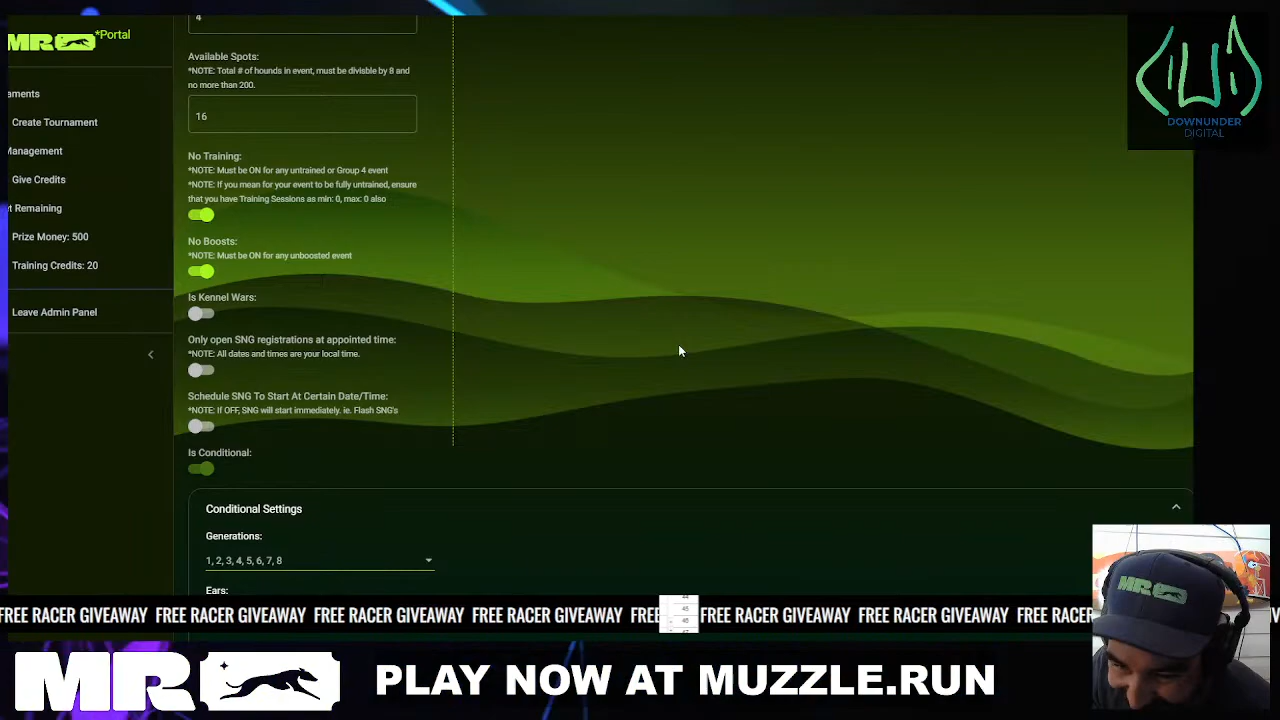 MR
*Portal
aments
Create Tournament
Management
Give Credits
t Remaining
Prize Money: 500
Training Credits: 20
Leave Admin Panel
4
Available Spots:
*NOTE: Total # of hounds in event, must be divisble by 8 and
no more than 200.
16
No Training:
*NOTE: Must be ON for any untrained or Group 4 event
*NOTE: If you mean for your event to be fully untrained, ensure
that you have Training Sessions as min: 0, max: 0 also
No Boosts:
*NOTE: Must be ON for any unboosted event
Is Kennel Wars:
Only open SNG registrations at appointed time:
*NOTE: All dates and times are your local time.
Schedule SNG To Start At Certain Date/Time:
*NOTE: If OFF, SNG will start immediately. ie. Flash SNG's
Is Conditional:
Conditional Settings
Generations:
1, 2, 3, 4, 5, 6, 7, 8
Ears:
DOWNUNDER
DIGITAL
MR
FREE RACER GIVEAWAY FREE RACER GIVEAWAY FREE RACER GIVEAWAY FREE RACER GIVEAWAY FREE FREE RACER GIVEAWAY FREE RACER GIVEAWAY FREE RACER
45
46
MR PLAY NOW AT MUZZLE.RUN